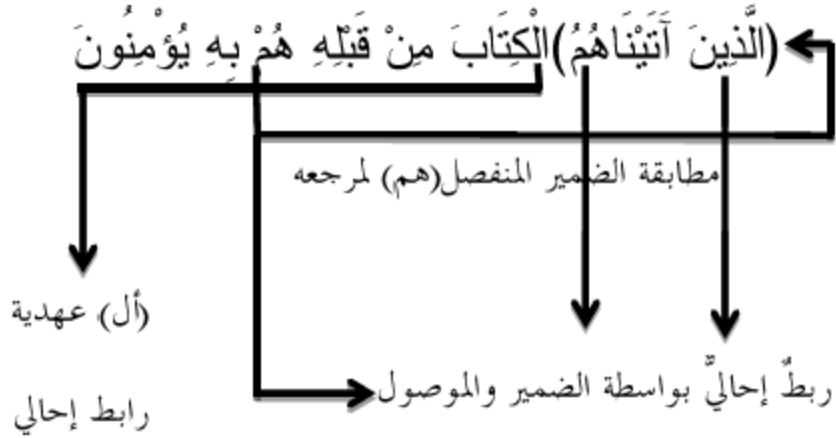 (الَّذِينَ آتَيْنَاهُمُ)الْكِتَابَ مِنْ قَبْلِهِ هُمْ بِهِ يُؤْمِنُونَ
مطابقة الضمير المنفصل(هم) لمرجعه
(أل) عهدية
ربطٌ إحاليٌّ بواسطة الضمير والموصول
رابط إحالي